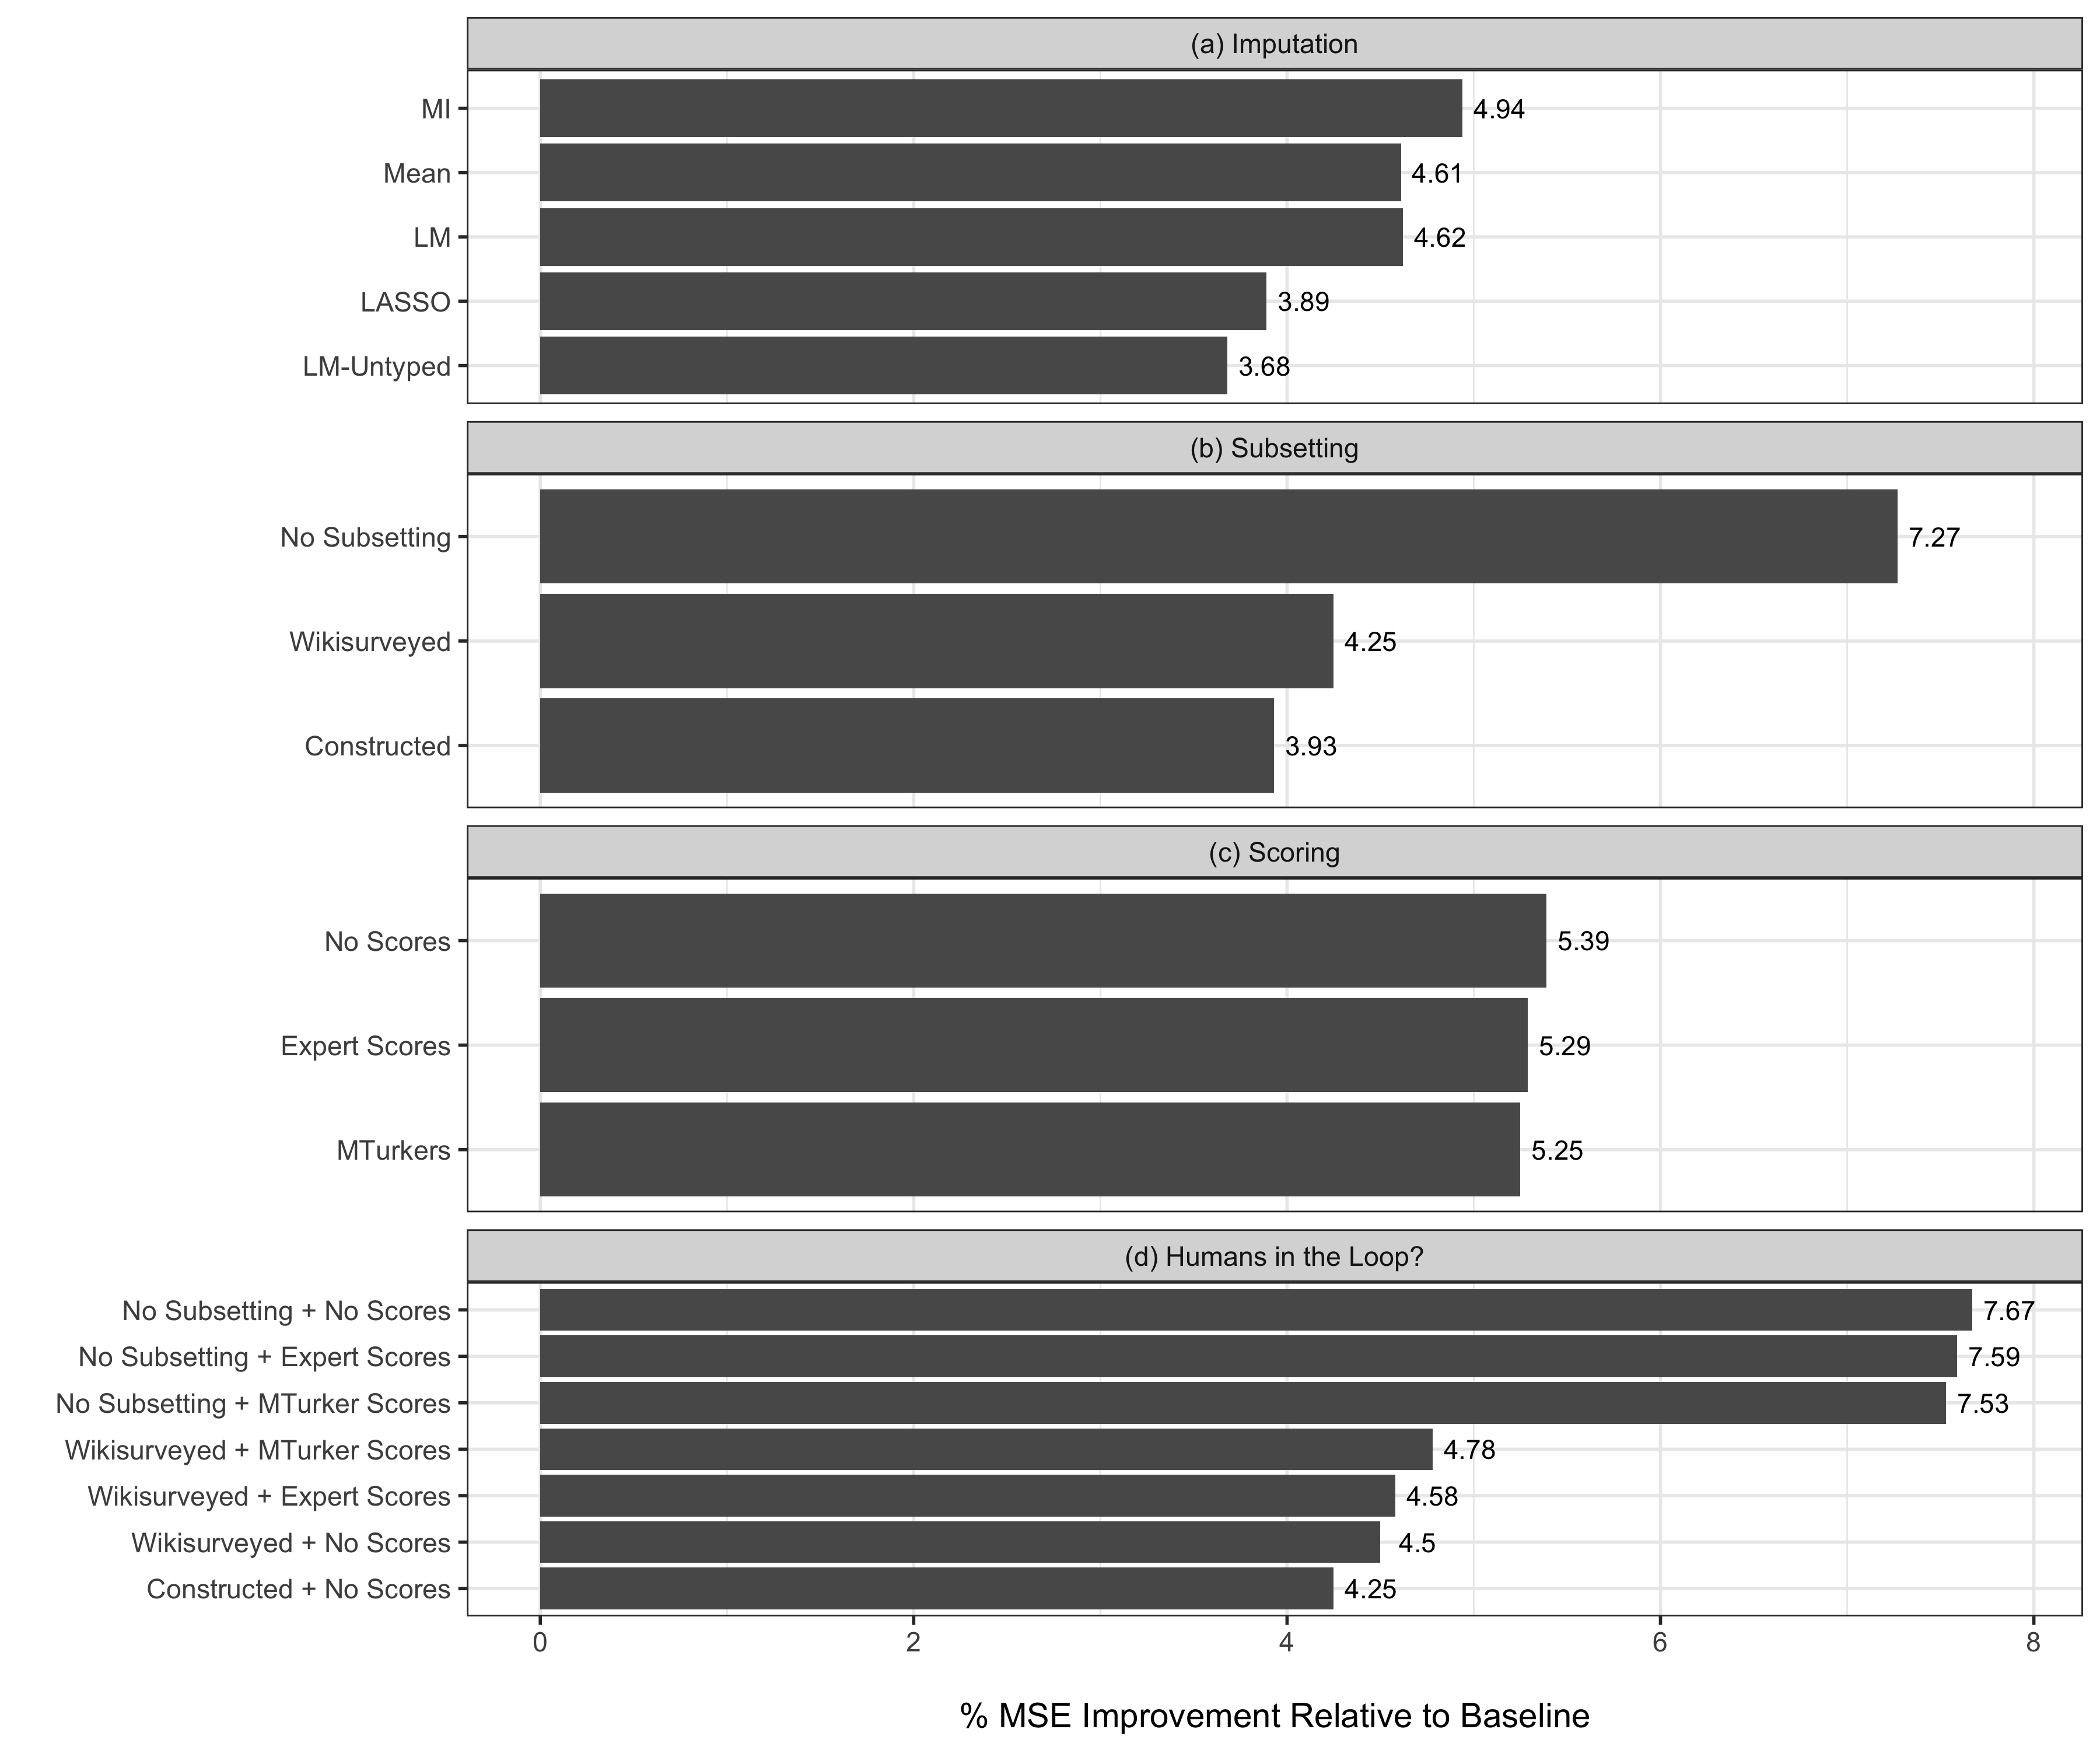 (a) Imputation
MI
4.94
Mean
4.61
LM
4.62
LASSO
3.89
LM-Untyped
3.68
(b) Subsetting
No Subsetting
7.27
Wikisurveyed
4.25
Constructed
3.93
(c) Scoring
No Scores
5.39
Expert Scores
5.29
MTurkers
5.25
(d) Humans in the Loop?
No Subsetting + No Scores
7.67
No Subsetting + Expert Scores
7.59
No Subsetting + MTurker Scores
7.53
Wikisurveyed + MTurker Scores
4.78
Wikisurveyed + Expert Scores
4.58
Wikisurveyed + No Scores
4.5
Constructed + No Scores
4.25
0 2 4 6 8
% MSE Improvement Relative to Baseline